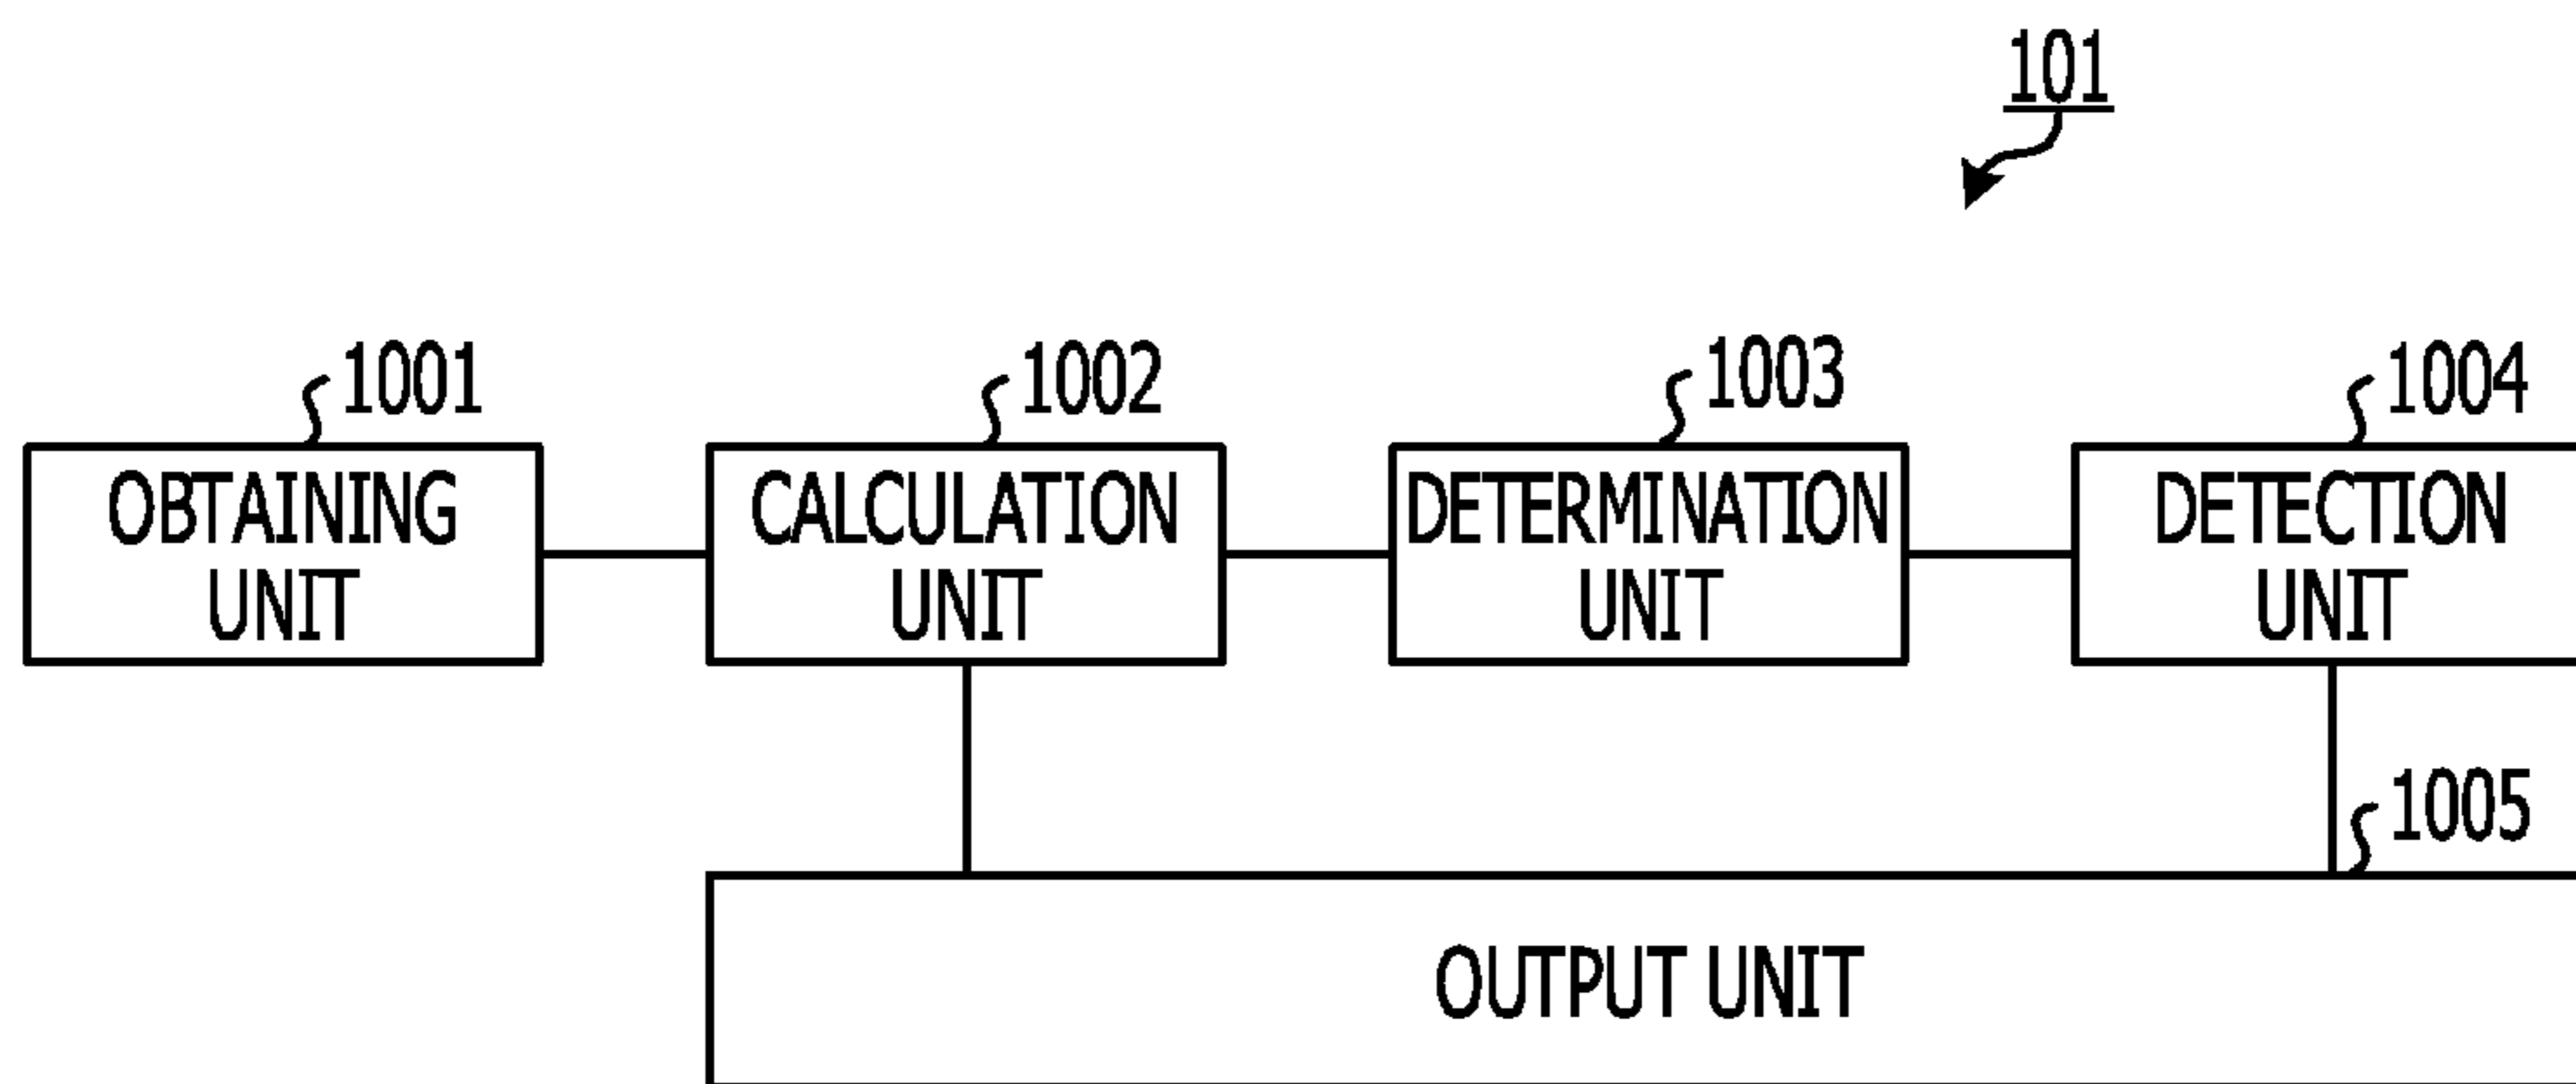 101
1001
1002
1003
1004
OBTAINING
UNIT
CALCULATION
UNIT
DETERMINATION
UNIT
DETECTION
UNIT
1005
OUTPUT UNIT